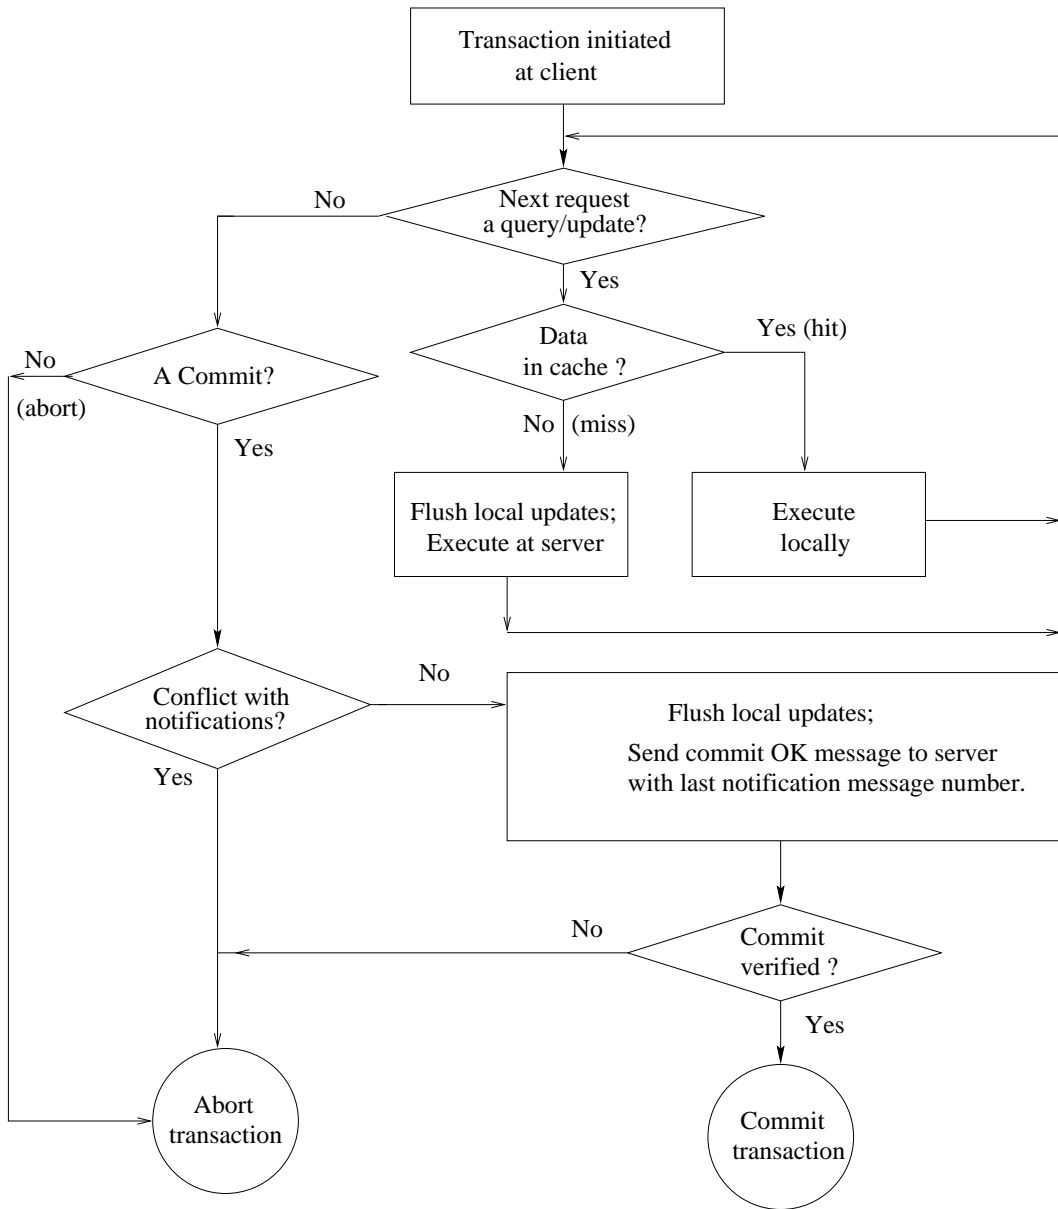 Transaction initiated
at client
No
Next request
a query/update?
Yes
Data
in cache ?
Yes (hit)
No
A Commit?
(abort)
No (miss)
Yes
Flush local updates;
Execute at server
Execute
locally
Conflict with
notifications?
No
Flush local updates;
Send commit OK message to server
with last notification message number.
Yes
No
Commit
verified ?
Yes
Abort
transaction
Commit
transaction